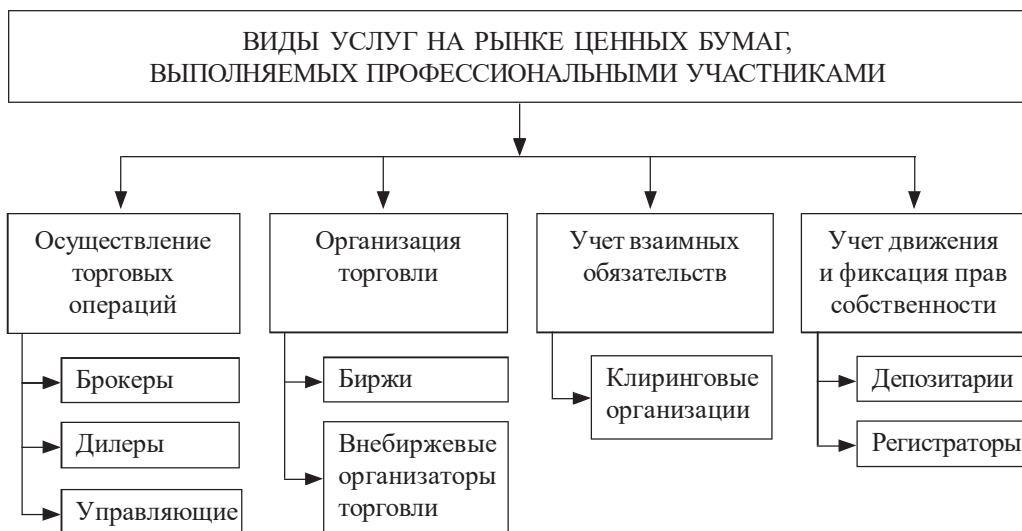 ВИДЫ УСЛУГ НА РЫНКЕ ЦЕННЫХ БУМАГ,
ВЫПОЛНЯЕМЫХ ПРОФЕССИОНАЛЬНЫМИ УЧАСТНИКАМИ
Осуществление
торговых
операций
Брокеры
Дилеры
Управляющие
Организация
торговли
Биржи
Внебиржевые
организаторы
торговли
Учет взаимных
обязательств
Клиринговые
организации
Учет движения
и фиксация прав
собственности
Депозитарии
Регистраторы